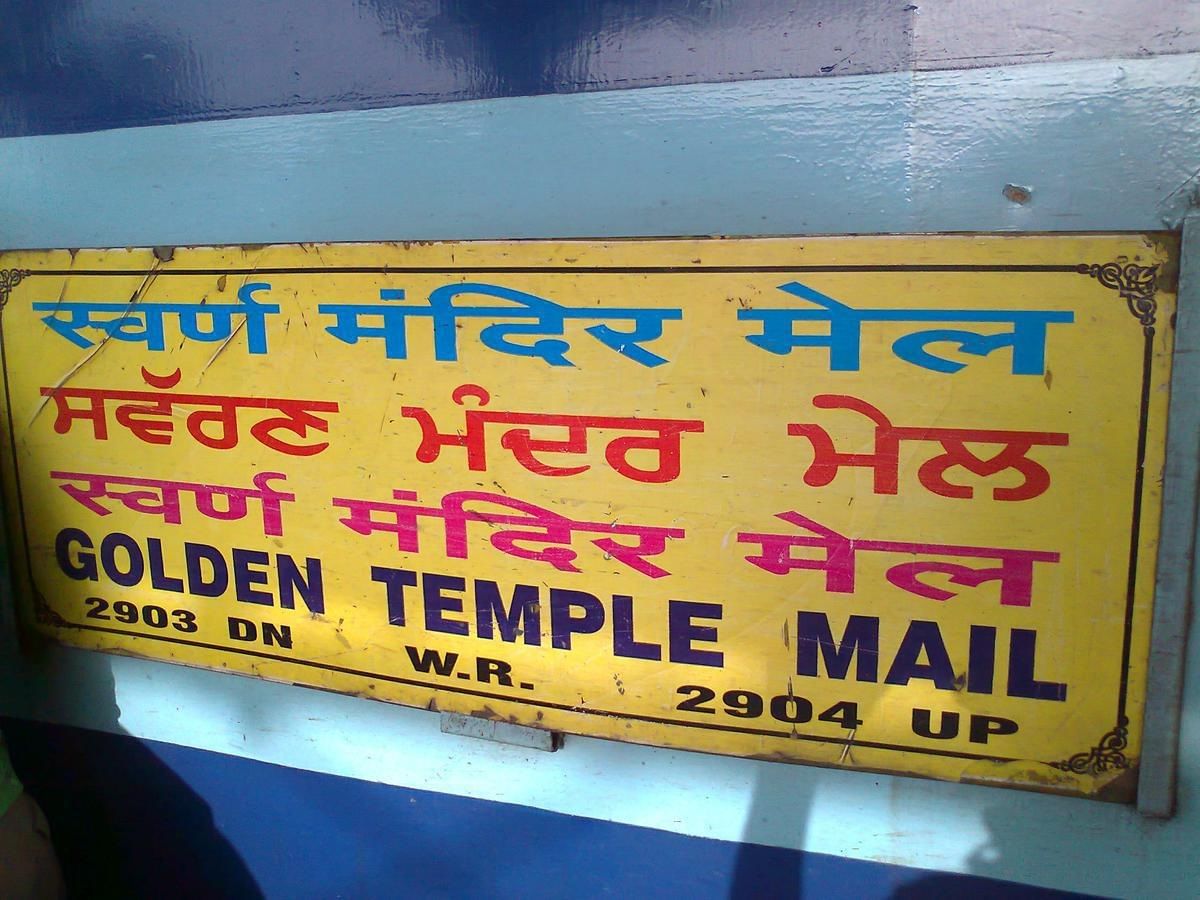 स्वर्ण मंदिर मेल
ਸਵੱਰਣ ਮੰਦਰ ਮੇਲ
स्वर्ण मंदिर मेल
GOLDEN TEMPLE MAIL
2903 DN W.R. 2904 UP